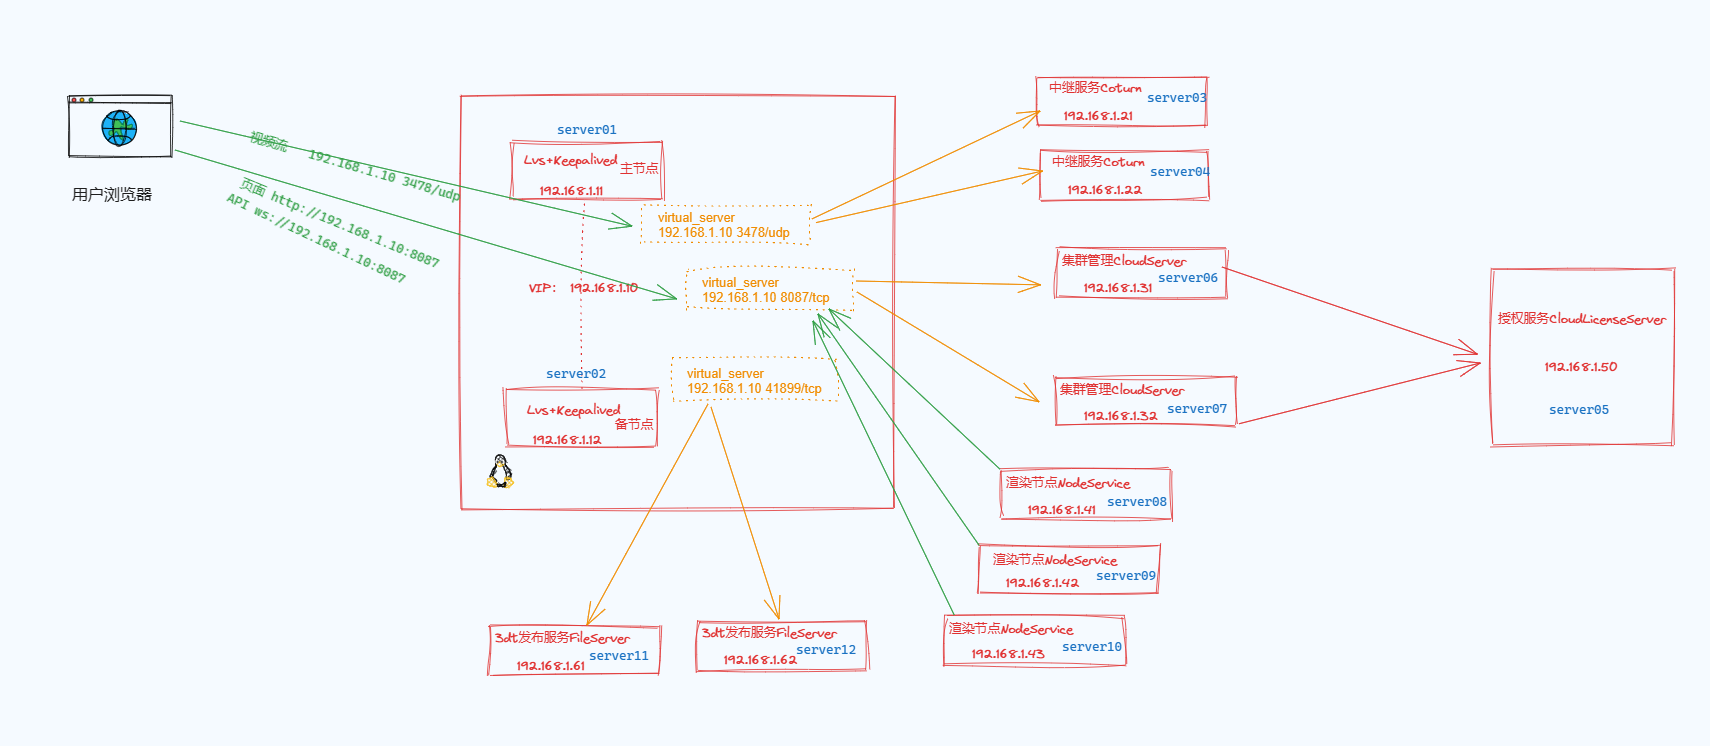 用户浏览器
视频流 192.168.1.10 3478/udp
页面 http://192.168.1.10:8087
API ws://192.168.1.10:8087
server01
Lvs+Keepalived
主节点
192.168.1.11
virtual_server
192.168.1.10 3478/udp
VIP: 192.168.1.10
virtual_server
192.168.1.10 8087/tcp
virtual_server
192.168.1.10 41899/tcp
server02
Lvs+Keepalived
备节点
192.168.1.12
中继服务Coturn
server03
192.168.1.21
中继服务Coturn
server04
192.168.1.22
集群管理CloudServer
server06
192.168.1.31
集群管理CloudServer
server07
192.168.1.32
授权服务CloudLicenseServer
192.168.1.50
server05
渲染节点NodeService
server08
192.168.1.41
渲染节点NodeService
server09
192.168.1.42
渲染节点NodeService
server10
192.168.1.43
3dt发布服务FileServer
server11
192.168.1.61
3dt发布服务FileServer
server12
192.168.1.62